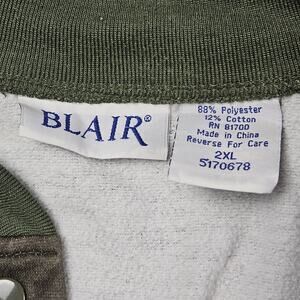 BLAIR®
88% Polyester
12% Cotton
RN 81700
Made in China
Reverse For Care
2XL
5170678